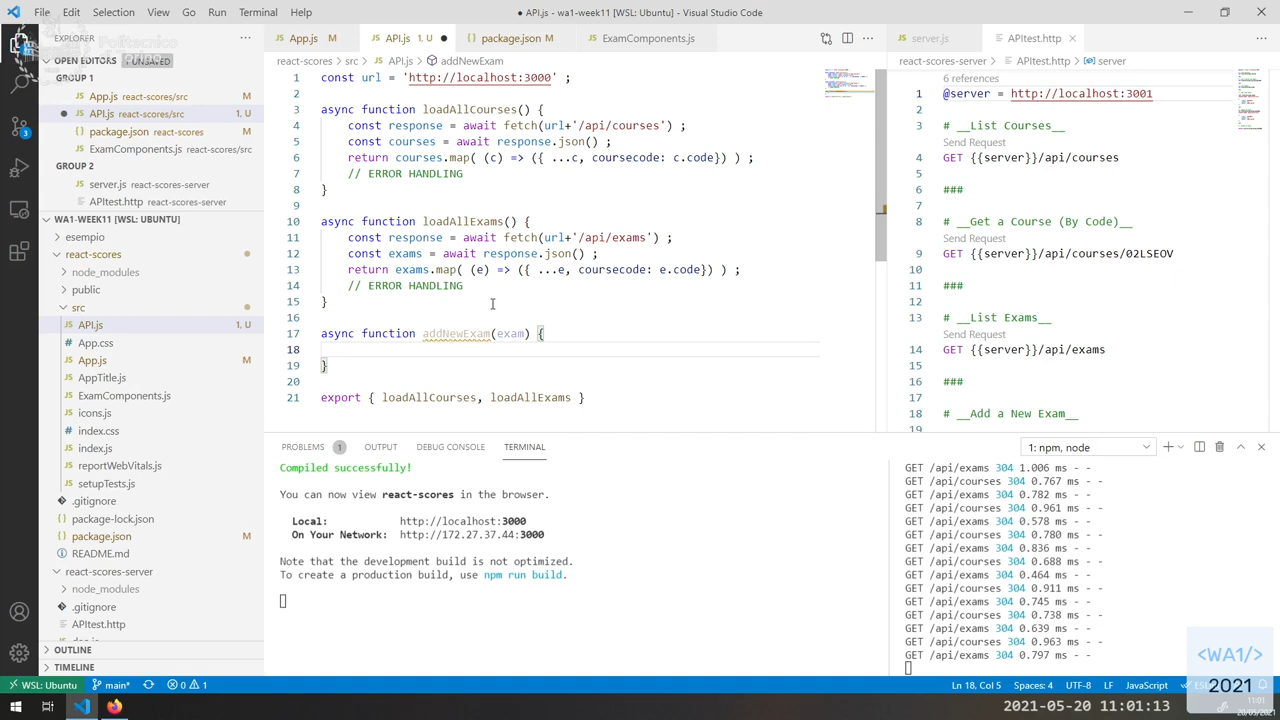 File Edit Selection View Go Run Terminal Help
● API.js - wa1-week11 [WSL: Ubuntu] - Visual Studio Code
EXPLORER
Politecnico
OPEN EDITORS 1 UNSAVED
GROUP 1
App.js react-scores/src M
API.js react-scores/src 1, U
package.json react-scores M
ExamComponents.js react-scores/src
GROUP 2
server.js react-scores-server
APItest.http react-scores-server
WA1-WEEK11 [WSL: UBUNTU]
esempio
react-scores
node_modules
public
src
API.js 1, U
App.css
App.js M
AppTitle.js
ExamComponents.js
icons.js
index.css
index.js
reportWebVitals.js
setupTests.js
.gitignore
package-lock.json
package.json M
README.md
react-scores-server
node_modules
.gitignore
APItest.http
OUTLINE
TIMELINE
App.js M API.js 1, U package.json M ExamComponents.js
react-scores > src > API.js > addNewExam
1 const url = 'http://localhost:3000' ;
2
3 async function loadAllCourses() {
4 const response = await fetch(url+'/api/courses') ;
5 const courses = await response.json() ;
6 return courses.map( (c) => ({ ...c, coursecode: c.code}) ) ;
7 // ERROR HANDLING
8 }
9
10 async function loadAllExams() {
11 const response = await fetch(url+'/api/exams') ;
12 const exams = await response.json() ;
13 return exams.map( (e) => ({ ...e, coursecode: e.code}) ) ;
14 // ERROR HANDLING
15 }
16
17 async function addNewExam(exam) {
18
19 }
20
21 export { loadAllCourses, loadAllExams }
server.js APItest.http
react-scores-server > APItest.http > server
6 references
1 @server = http://localhost:3001
2
3 # __List Courses__
Send Request
4 GET {{server}}/api/courses
5
6 ###
7
8 # __Get a Course (By Code)__
Send Request
9 GET {{server}}/api/courses/02LSEOV
10
11 ###
12
13 # __List Exams__
Send Request
14 GET {{server}}/api/exams
15
16 ###
17
18 # __Add a New Exam__
19
PROBLEMS 1 OUTPUT DEBUG CONSOLE TERMINAL
1: npm, node
Compiled successfully!
You can now view react-scores in the browser.
Local: http://localhost:3000
On Your Network: http://172.27.37.44:3000
Note that the development build is not optimized.
To create a production build, use npm run build.
GET /api/exams 304 1.006 ms - -
GET /api/courses 304 0.767 ms - -
GET /api/exams 304 0.782 ms - -
GET /api/courses 304 0.961 ms - -
GET /api/exams 304 0.578 ms - -
GET /api/courses 304 0.780 ms - -
GET /api/exams 304 0.836 ms - -
GET /api/courses 304 0.688 ms - -
GET /api/exams 304 0.464 ms - -
GET /api/courses 304 0.911 ms - -
GET /api/exams 304 0.745 ms - -
GET /api/courses 304 0.738 ms - -
GET /api/exams 304 0.639 ms - -
GET /api/courses 304 0.963 ms - -
GET /api/exams 304 0.797 ms - -
<WA1/>
2021
WSL: Ubuntu main* 0 1 Ln 18, Col 5 Spaces: 4 UTF-8 LF JavaScript
2021-05-20 11:01:13
11:01
20/05/2021